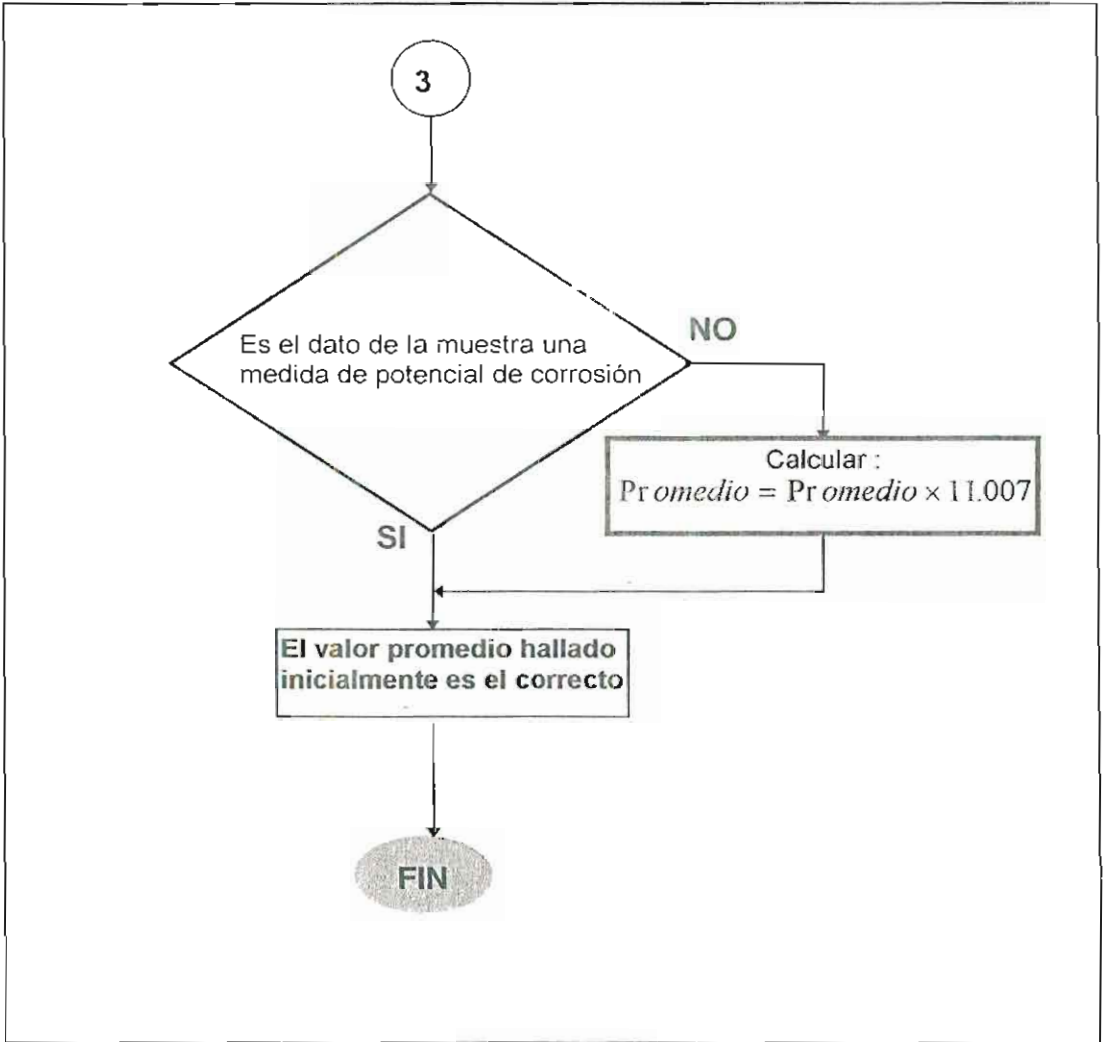 3
Es el dato de la muestra una
medida de potencial de corrosión
NO
Calcular :
Promedio = Promedio × 11.007
SI
El valor promedio hallado
inicialmente es el correcto
FIN